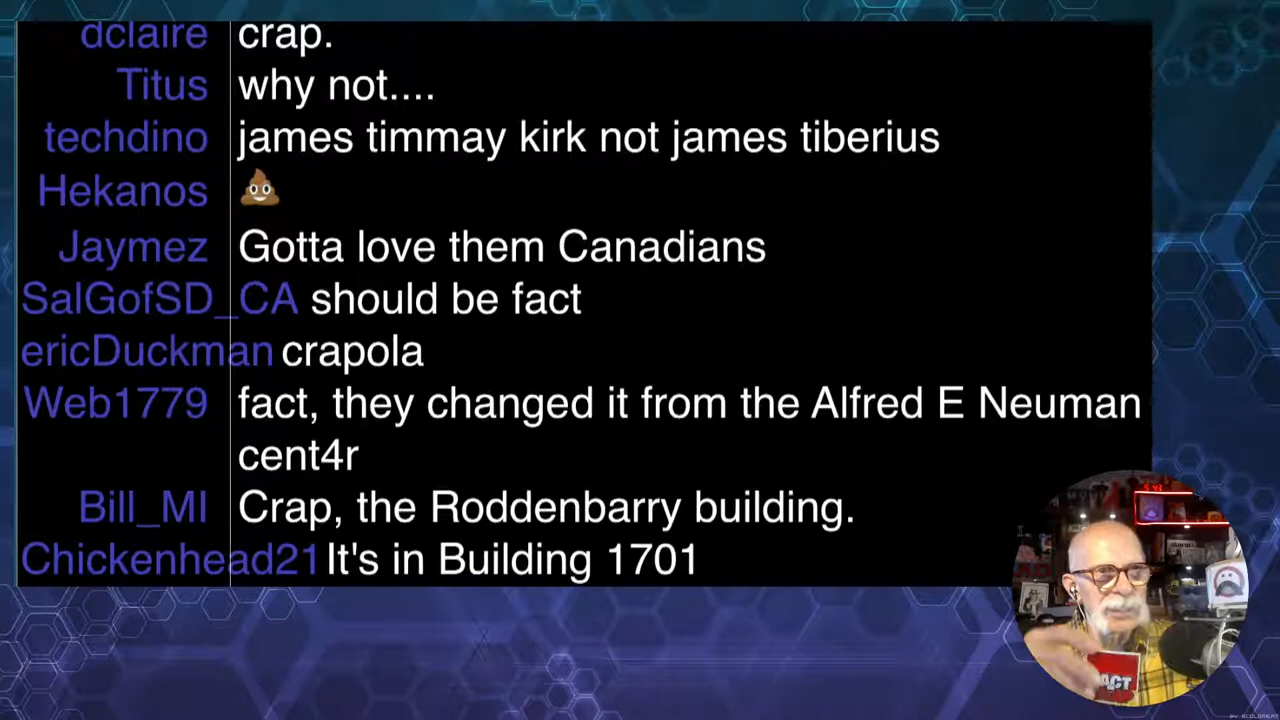 dclaire crap.
Titus why not....
techdino james timmay kirk not james tiberius
Hekanos 💩
Jaymez Gotta love them Canadians
SalGofSD_CA should be fact
ericDuckman crapola
Web1779 fact, they changed it from the Alfred E Neuman
cent4r
Bill_MI Crap, the Roddenbarry building.
Chickenhead21 It's in Building 1701
ACT